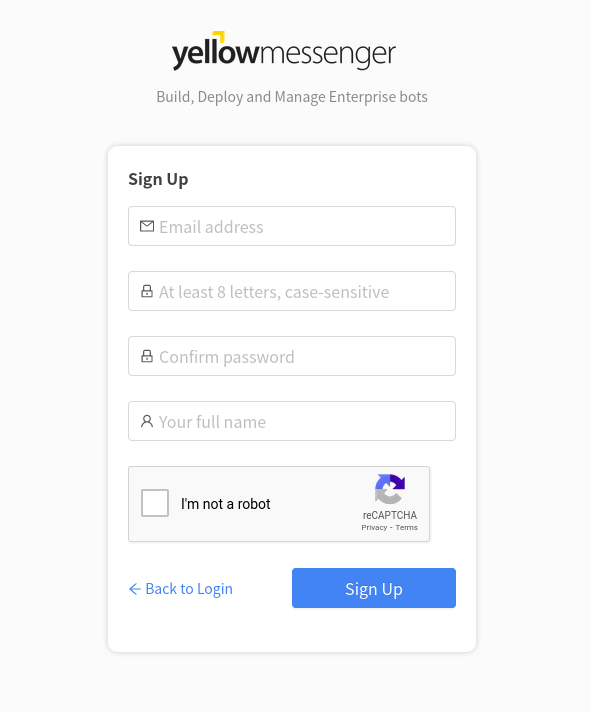 yellowmessenger
Build, Deploy and Manage Enterprise bots
Sign Up
Email address
At least 8 letters, case-sensitive
Confirm password
Your full name
I'm not a robot
reCAPTCHA
Privacy - Terms
← Back to Login
Sign Up